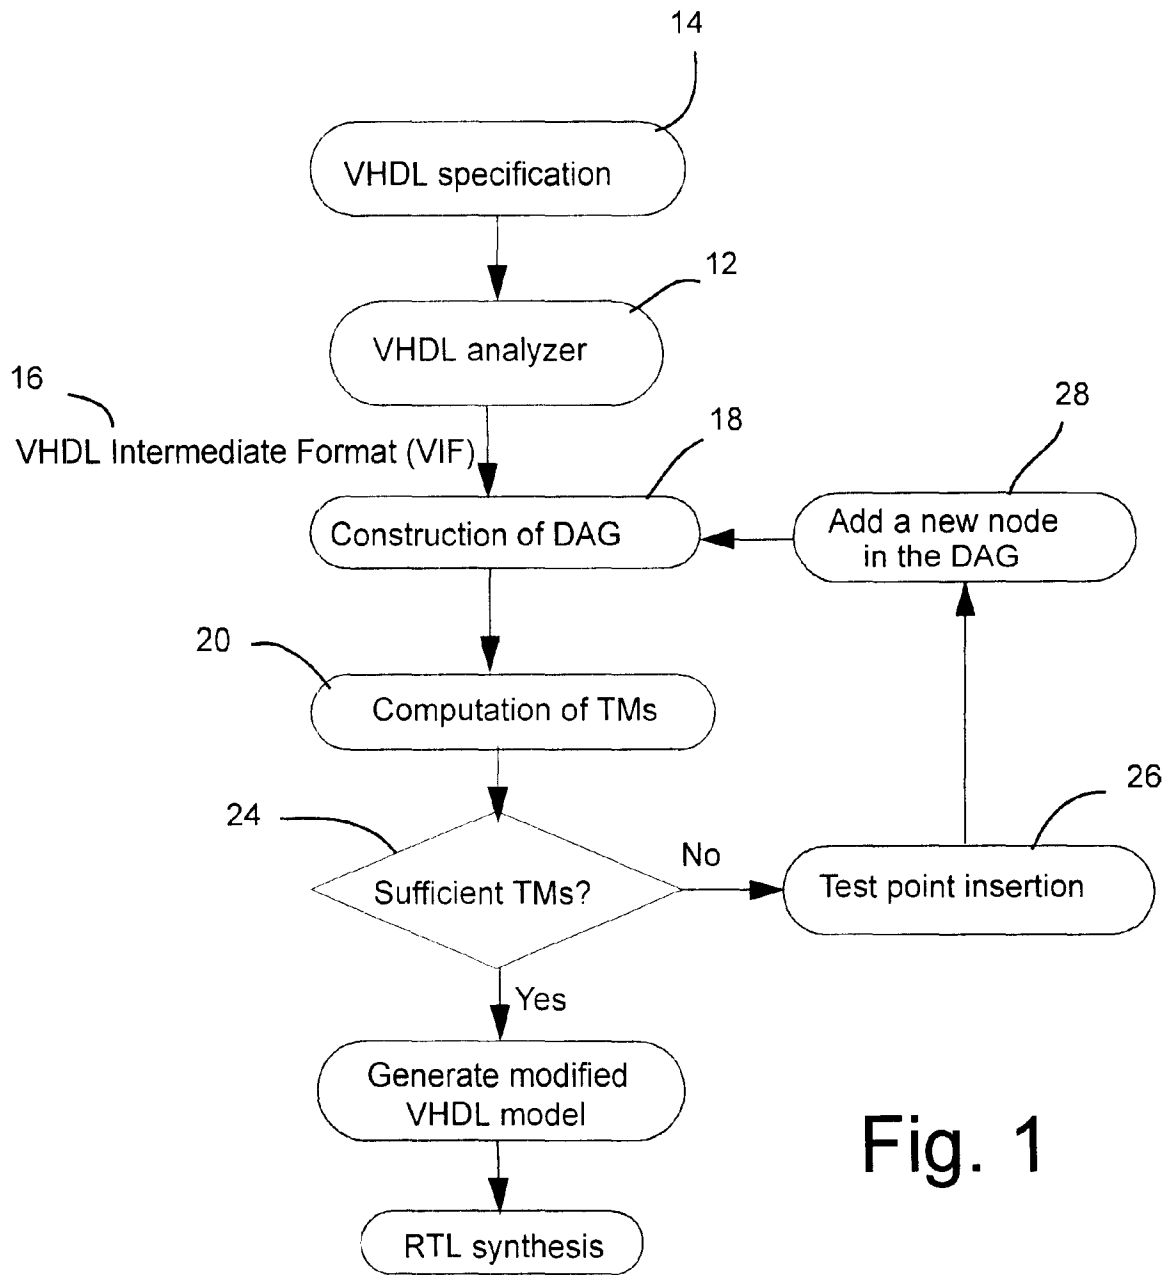 14
VHDL specification
12
VHDL analyzer
16
VHDL Intermediate Format (VIF)
18
28
Construction of DAG
Add a new node
in the DAG
20
Computation of TMs
24
Sufficient TMs?
No
26
Test point insertion
Yes
Generate modified
VHDL model
Fig. 1
RTL synthesis